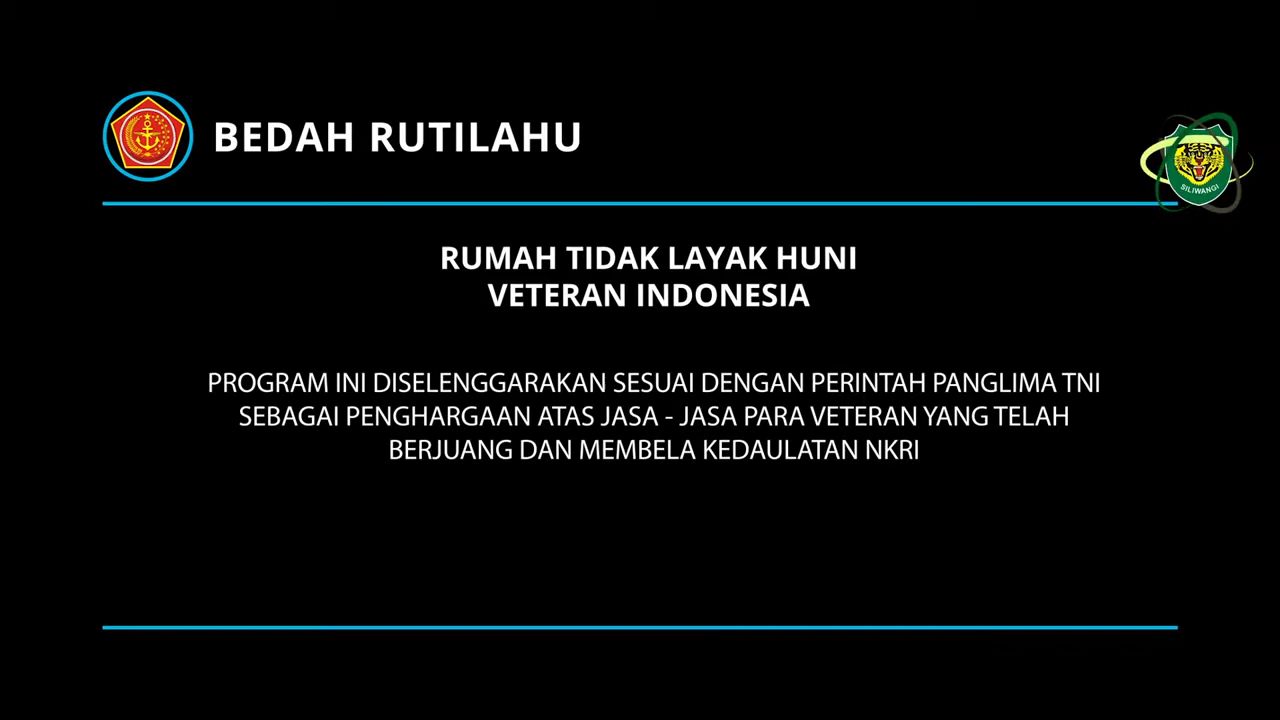 BEDAH RUTILAHU
SILIWANGI
RUMAH TIDAK LAYAK HUNI
VETERAN INDONESIA
PROGRAM INI DISELENGGARAKAN SESUAI DENGAN PERINTAH PANGLIMA TNI
SEBAGAI PENGHARGAAN ATAS JASA - JASA PARA VETERAN YANG TELAH
BERJUANG DAN MEMBELA KEDAULATAN NKRI